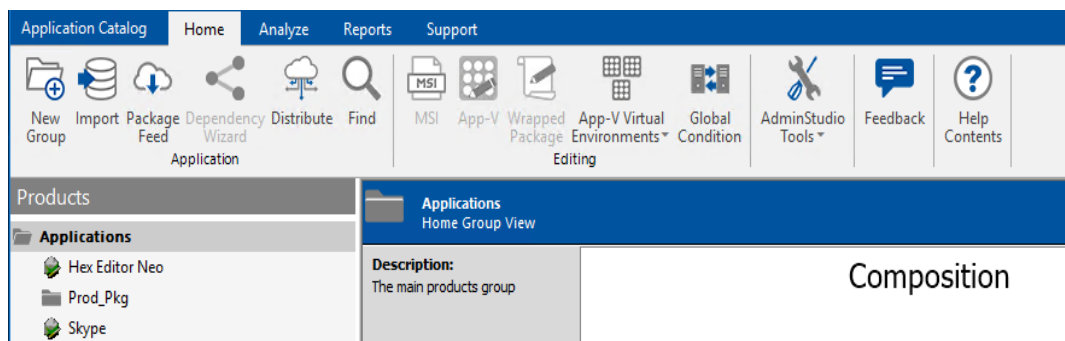 Application Catalog Home Analyze Reports Support
New Group
Import
Package Feed
Dependency Wizard
Distribute
Find
MSI
MSI
App-V
Wrapped Package
App-V Virtual Environments
Global Condition
AdminStudio Tools
Feedback
Help Contents
Application
Editing
Products
Applications
Hex Editor Neo
Prod_Pkg
Skype
Applications
Home Group View
Description:
The main products group
Composition